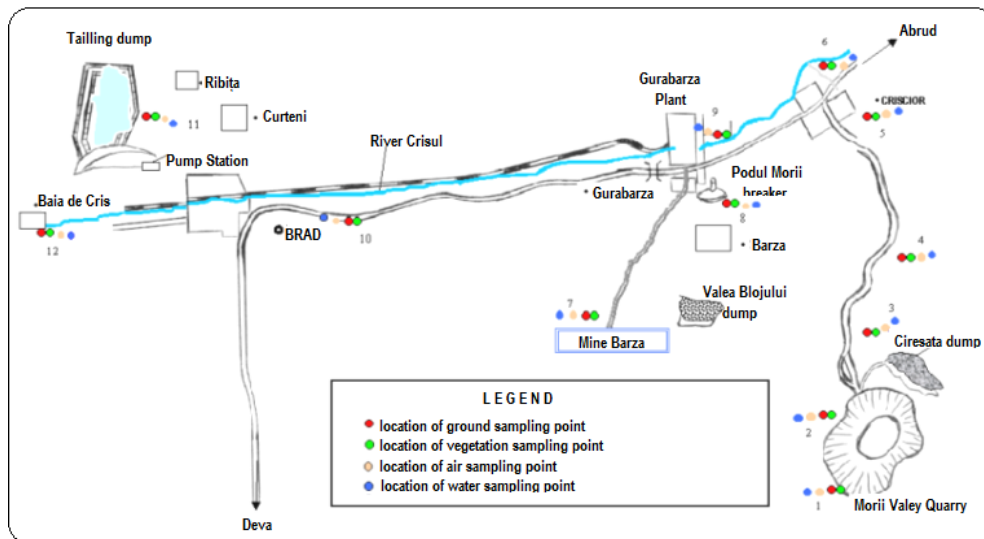 Tailling dump
Ribița
Curteni
11
Pump Station
Baia de Cris
12
River Crisul
BRAD
10
Deva
Gurabarza
Plant
9
Gurabarza
6
Abrud
CRISCIOR
5
Podul Morii
breaker
8
Barza
Valea Blojului
dump
7
Mine Barza
4
3
Ciresata dump
2
1
Morii Valey Quarry
LEGEND
location of ground sampling point
location of vegetation sampling point
location of air sampling point
location of water sampling point